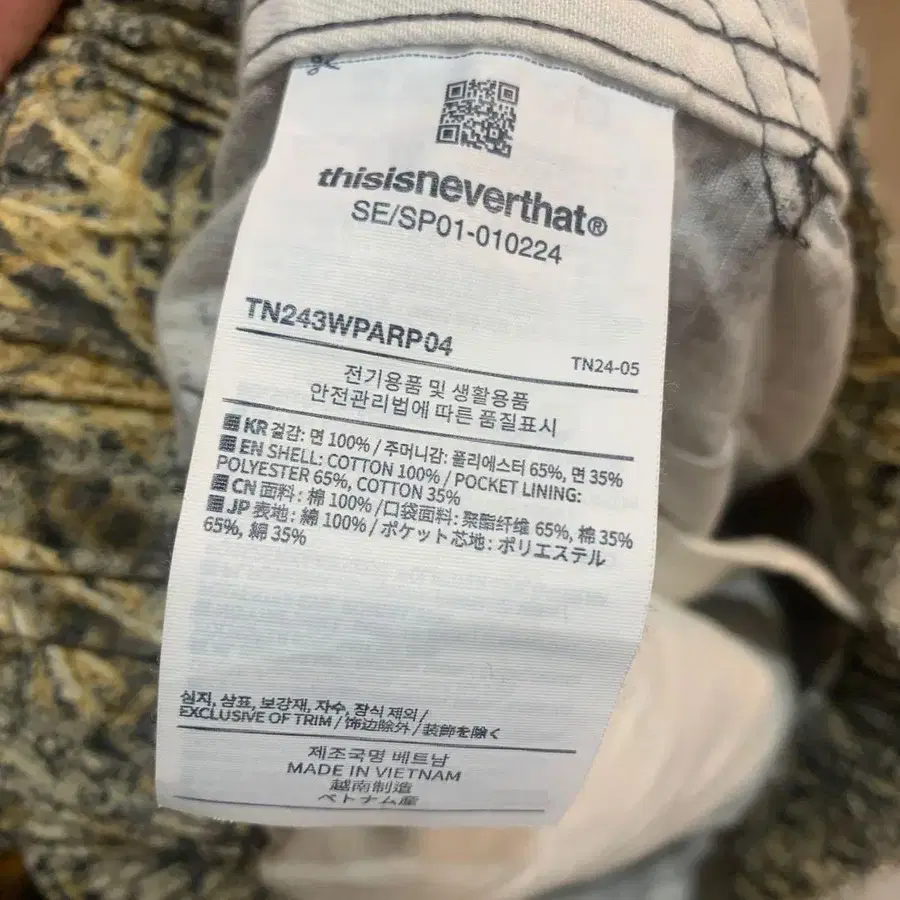 thisisneverthat®
SE/SP01-010224
TN243WPARP04
TN24-05
전기용품 및 생활용품
안전관리법에 따른 품질표시
KR 겉감: 면 100% / 주머니감: 폴리에스터 65%, 면 35%
EN SHELL: COTTON 100% / POCKET LINING:
POLYESTER 65%, COTTON 35%
CN 面料: 棉 100% /口袋面料: 聚酯纤维 65%, 棉 35%
JP 表地: 綿 100% / ポケット芯地: ポリエステル
65%, 綿 35%
심지, 상표, 보강재, 자수, 장식 제외 /
EXCLUSIVE OF TRIM / 饰边除外 / 装飾を除く
제조국명 베트남
MADE IN VIETNAM
越南制造
ベトナム産